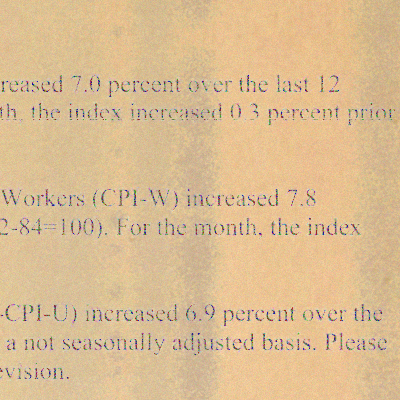 reased 7.0 percent over the last 12
th, the index increased 0.3 percent prior
Workers (CPI-W) increased 7.8
2-84=100). For the month, the index
-CPI-U) increased 6.9 percent over the
a not seasonally adjusted basis. Please
evision.